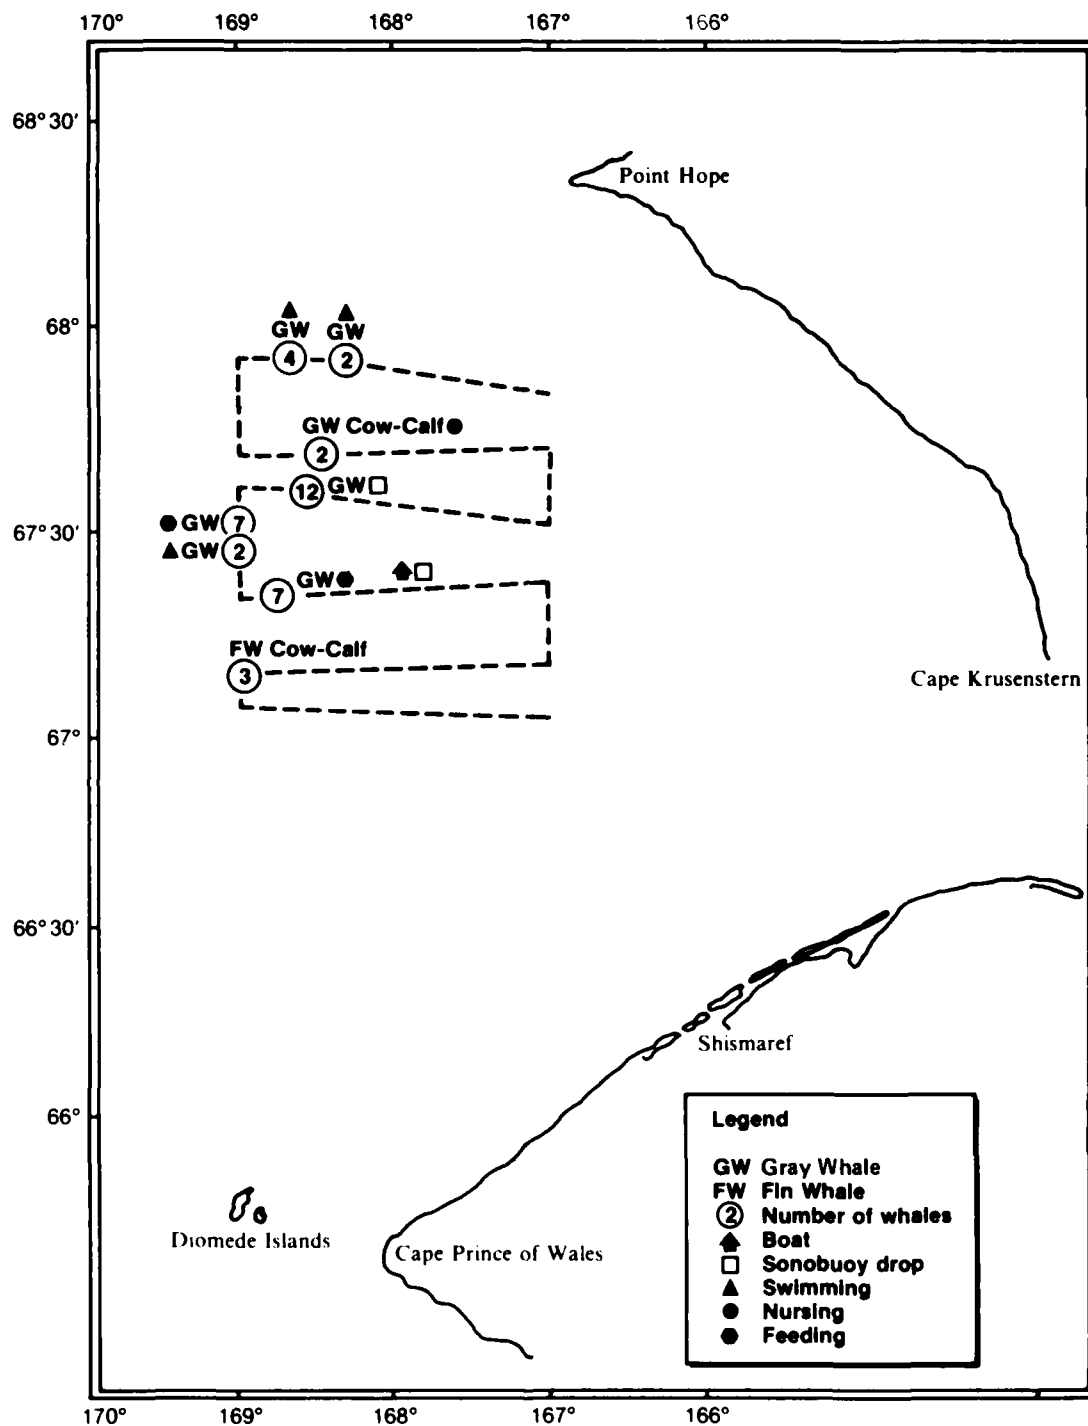 170° 169° 168° 167° 166°
68°30'
Point Hope
68°
GW GW
4 2
GW Cow-Calf
2
12 GW
GW 7
67°30'
GW 2
GW
7
FW Cow-Calf
3
Cape Krusenstern
67°
66°30'
Shismaref
66°
Legend
GW Gray Whale
FW Fin Whale
2 Number of whales
Boat
Sonobuoy drop
Swimming
Nursing
Feeding
Diomede Islands
Cape Prince of Wales
170° 169° 168° 167° 166°